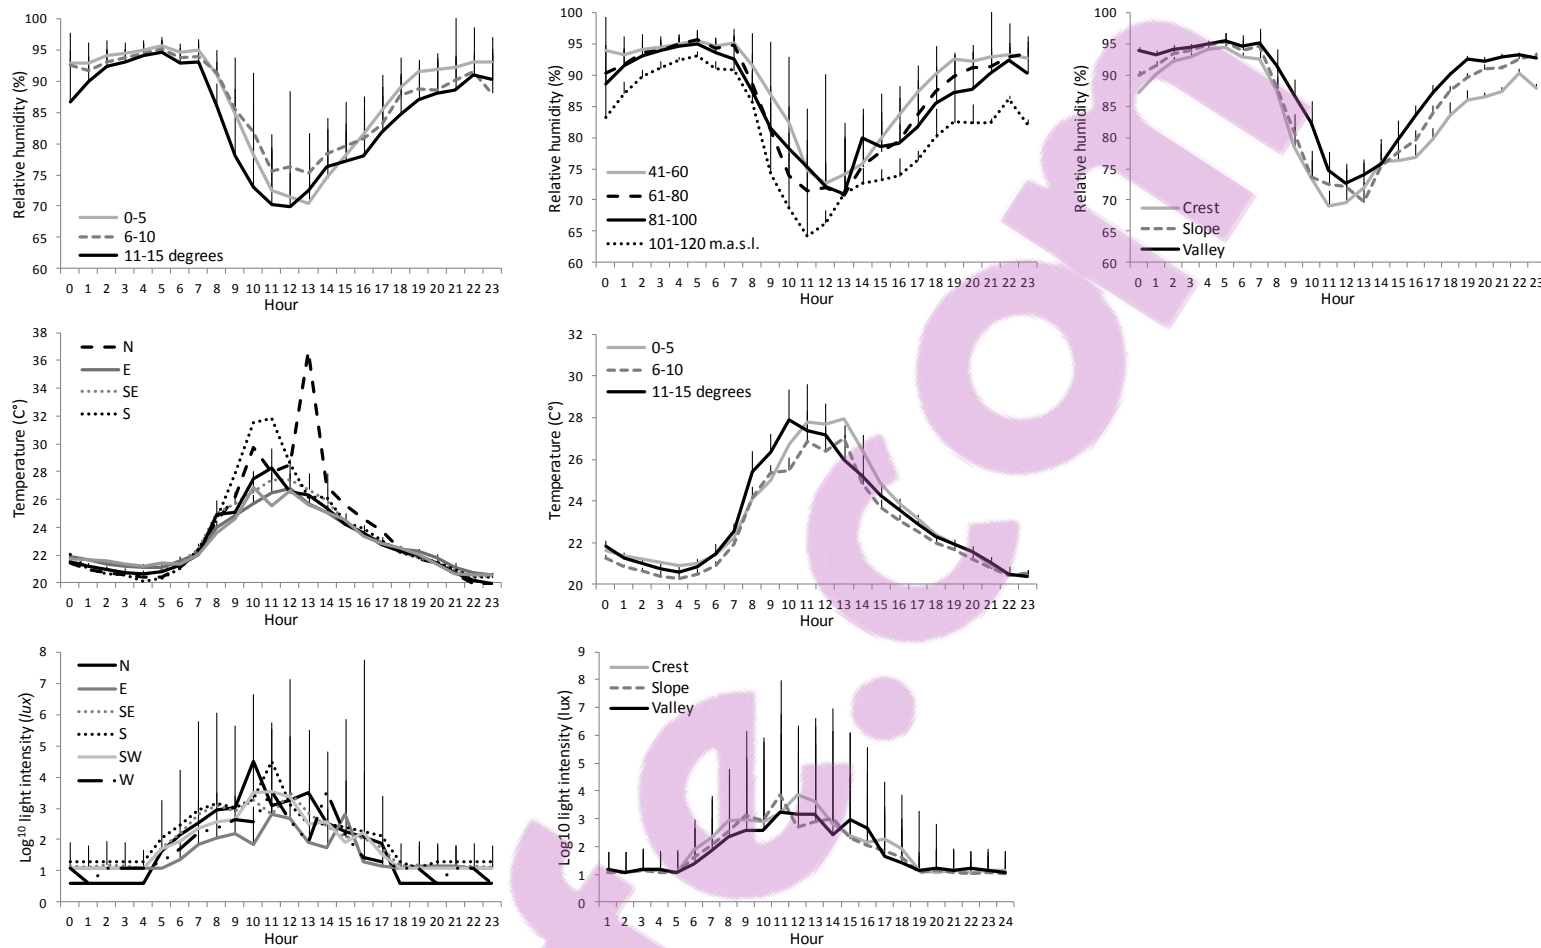 100
95
90
85
80
75
70
65
60
Relative humidity (%)
0-5
6-10
11-15 degrees
0 1 2 3 4 5 6 7 8 9 10 11 12 13 14 15 16 17 18 19 20 21 22 23
Hour
100
95
90
85
80
75
70
65
60
Relative humidity (%)
41-60
61-80
81-100
101-120 m.a.s.l.
0 1 2 3 4 5 6 7 8 9 10 11 12 13 14 15 16 17 18 19 20 21 22 23
Hour
100
95
90
85
80
75
70
65
60
Relative humidity (%)
Crest
Slope
Valley
0 1 2 3 4 5 6 7 8 9 10 11 12 13 14 15 16 17 18 19 20 21 22 23
Hour
38
36
34
32
30
28
26
24
22
20
Temperature (C°)
N
E
SE
S
0 1 2 3 4 5 6 7 8 9 10 11 12 13 14 15 16 17 18 19 20 21 22 23
Hour
32
30
28
26
24
22
20
Temperature (C°)
0-5
6-10
11-15 degrees
0 1 2 3 4 5 6 7 8 9 10 11 12 13 14 15 16 17 18 19 20 21 22 23
Hour
8
7
6
5
4
3
2
1
0
Log10 light intensity (lux)
N
E
SE
S
SW
W
0 1 2 3 4 5 6 7 8 9 10 11 12 13 14 15 16 17 18 19 20 21 22 23
Hour
9
8
7
6
5
4
3
2
1
0
Log10 light intensity (lux)
Crest
Slope
Valley
1 2 3 4 5 6 7 8 9 10 11 12 13 14 15 16 17 18 19 20 21 22 23 24
Hour
e.com